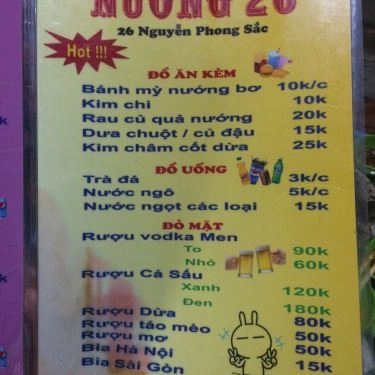 NƯỚNG 26
26 Nguyễn Phong Sắc
Hot !!!
ĐỒ ĂN KÈM
Bánh mỳ nướng bơ 10k/c
Kim chi 10k
Rau củ quả nướng 20k
Dưa chuột / củ đậu 15k
Kim châm cốt dừa 25k
ĐỒ UỐNG
Trà đá 3k/c
Nước ngô 5k/c
Nước ngọt các loại 15k
ĐỎ MẶT
Rượu vodka Men
To 90k
Nhỏ 60k
Rượu Cá Sấu
Xanh 120k
Đen 180k
Rượu Dừa 80k
Rượu táo mèo 50k
Rượu mơ 50k
Bia Hà Nội 50k
Bia Sài Gòn 15k